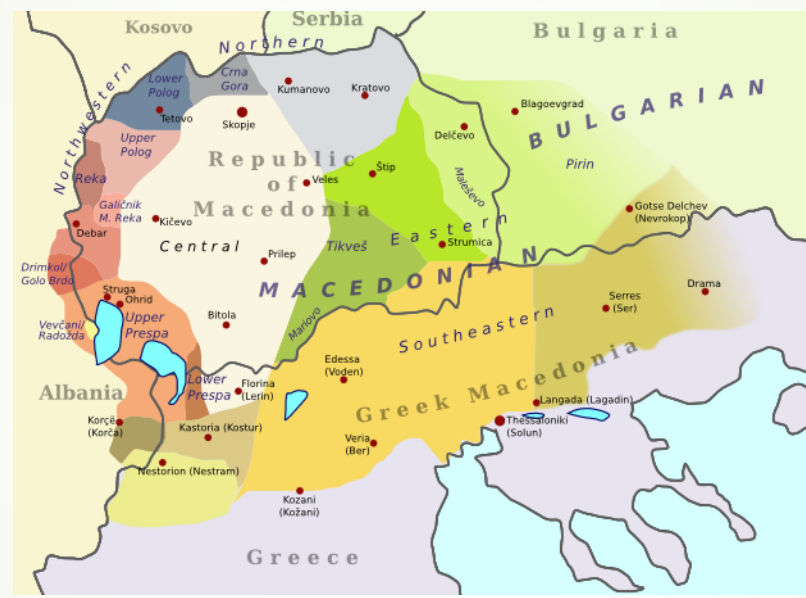 Kosovo
Serbia
Bulgaria
Northern
Northwestern
BULGARIAN
Lower
Polog
Crna
Gora
Kumanovo
Kratovo
Tetovo
Skopje
Blagoevgrad
Delčevo
Upper
Polog
Republic
of
Macedonia
Štip
Pirin
Maleševo
Reka
Veles
Galičnik
M. Reka
Kičevo
Gotse Delchev
(Nevrokop)
Debar
Central
Tikveš
Eastern
Strumica
Prilep
MACEDONIAN
Drimkol/
Golo Brdo
Struga
Ohrid
Drama
Serres
(Ser)
Vevčani/
Radožda
Upper
Prespa
Bitola
Mariovo
Southeastern
Edessa
(Voden)
Greek Macedonia
Albania
Lower
Prespa
Florina
(Lerin)
Langada (Lagadin)
Korçë
(Korča)
Kastoria (Kostur)
Thessaloniki
(Solun)
Veria
(Ber)
Nestorion (Nestram)
Kozani
(Kožani)
Greece